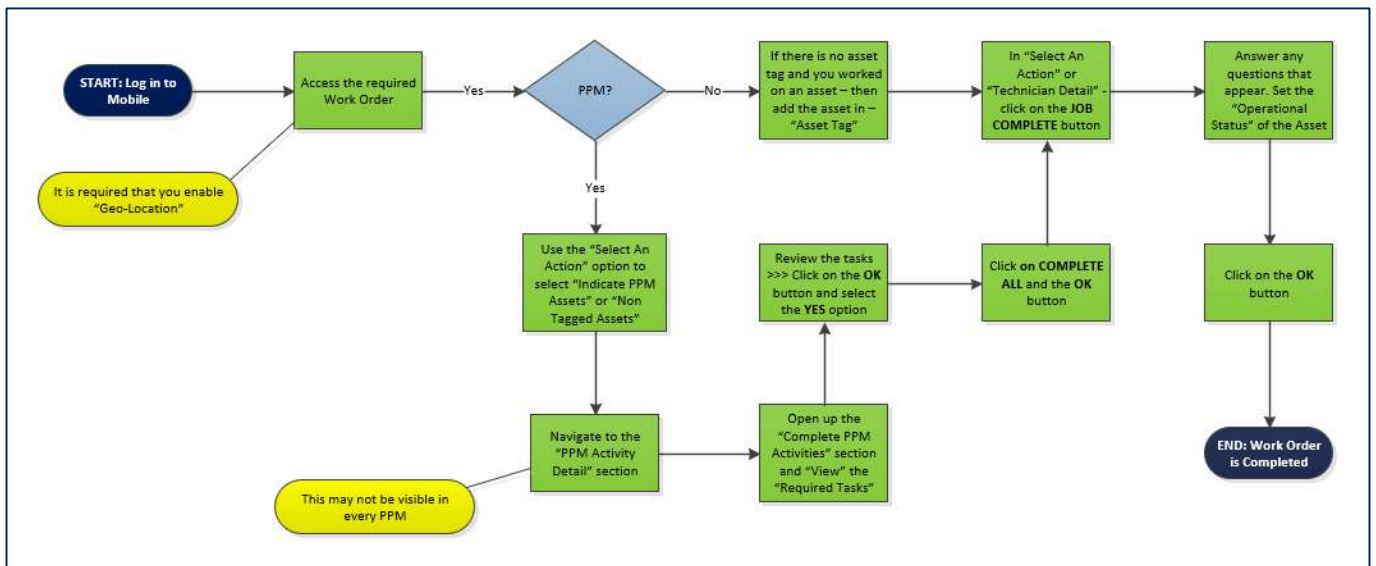 START: Log in to
Mobile
Access the required
Work Order
Yes
PPM?
No
If there is no asset
tag and you worked
on an asset – then
add the asset in –
“Asset Tag”
In “Select An
Action” or
“Technician Detail” -
click on the JOB
COMPLETE button
Answer any
questions that
appear. Set the
“Operational
Status” of the Asset
It is required that you enable
“Geo-Location”
Yes
Use the “Select An
Action” option to
select “Indicate PPM
Assets” or “Non
Tagged Assets”
Review the tasks
>>> Click on the OK
button and select
the YES option
Click on COMPLETE
ALL and the OK
button
Click on the OK
button
Navigate to the
“PPM Activity
Detail” section
Open up the
“Complete PPM
Activities” section
and “View” the
“Required Tasks”
END: Work Order
is Completed
This may not be visible in
every PPM